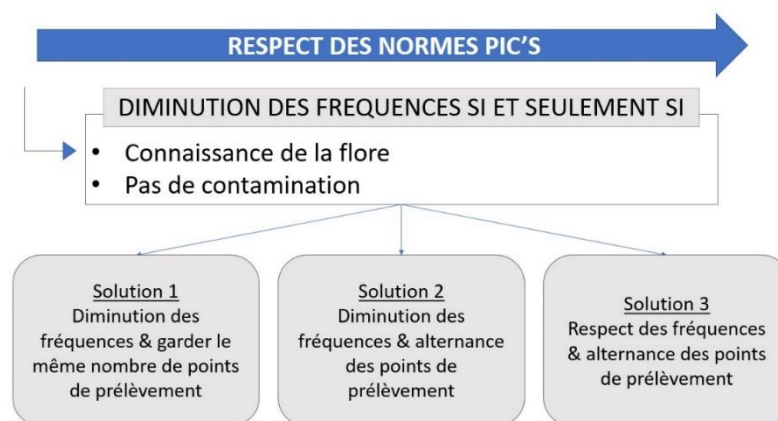 RESPECT DES NORMES PIC’S
DIMINUTION DES FREQUENCES SI ET SEULEMENT SI
• Connaissance de la flore
• Pas de contamination
Solution 1
Diminution des
fréquences & garder le
même nombre de points
de prélèvement
Solution 2
Diminution des
fréquences & alternance
des points de
prélèvement
Solution 3
Respect des fréquences
& alternance des points
de prélèvement